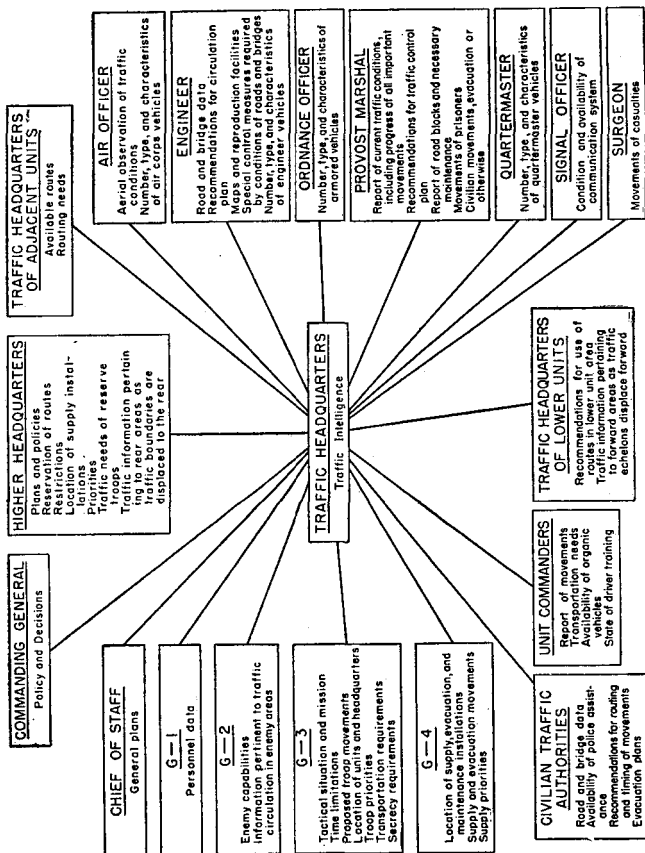 COMMANDING GENERAL
Policy and Decisions
HIGHER HEADQUARTERS
Plans and policies
Reservation of routes
Restrictions
Location of supply instal-
lations.
Priorities
Traffic needs of reserve
troops
Traffic information pertain
ing to rear areas as
traffic boundaries are
displaced to the rear
TRAFFIC HEADQUARTERS
OF ADJACENT UNITS
Available routes
Routing needs
CHIEF OF STAFF
General plans
G-1
Personnel data
G-2
Enemy capabilities
Information pertinent to traffic
circulation in enemy areas
G-3
Tactical situation and mission
Time limitations
Proposed troop movements
Location of units and headquarters
Troop priorities
Transportation requirements
Secrecy requirements
G-4
Location of supply, evacuation, and
maintenance installations
Supply and evacuation movements
Supply priorities
TRAFFIC HEADQUARTERS
Traffic Intelligence
AIR OFFICER
Aerial observation of traffic
conditions
Number, type, and characteristics
of air corps vehicles
ENGINEER
Road and bridge data
Recommendations for circulation
plan
Maps and reproduction facilities
Special control measures required
by conditions of roads and bridges
Number, type, and characteristics
of engineer vehicles
ORDNANCE OFFICER
Number, type, and characteristics of
armored vehicles
PROVOST MARSHAL
Report of current traffic conditions,
including progress of all important
movements
Recommendations for traffic control
plan
Report of road blocks and necessary
maintenance
Movements of prisoners
Civilian movements, evacuation or
otherwise
QUARTERMASTER
Number, type, and characteristics
of quartermaster vehicles
SIGNAL OFFICER
Condition and availability of
communication system
SURGEON
Movements of casualties
CIVILIAN TRAFFIC
AUTHORITIES
Road and bridge data
Availability of police assist-
ance
Recommendations for routing
and timing of movements
Evacuation plans
UNIT COMMANDERS
Report of movements
Transportation needs
Availability of organic
vehicles
State of driver training
TRAFFIC HEADQUARTERS
OF LOWER UNITS
Recommendations for use of
routes in lower unit area
Traffic information pertaining
to forward areas as traffic
echelons displace forward